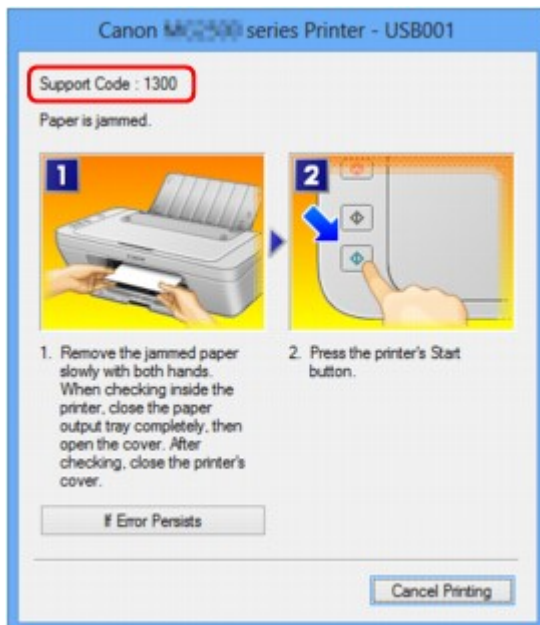 Canon series Printer - USB001
Support Code : 1300
Paper is jammed.
1
2
1. Remove the jammed paper
slowly with both hands.
When checking inside the
printer, close the paper
output tray completely, then
open the cover. After
checking, close the printer's
cover.
2. Press the printer's Start
button.
If Error Persists
Cancel Printing